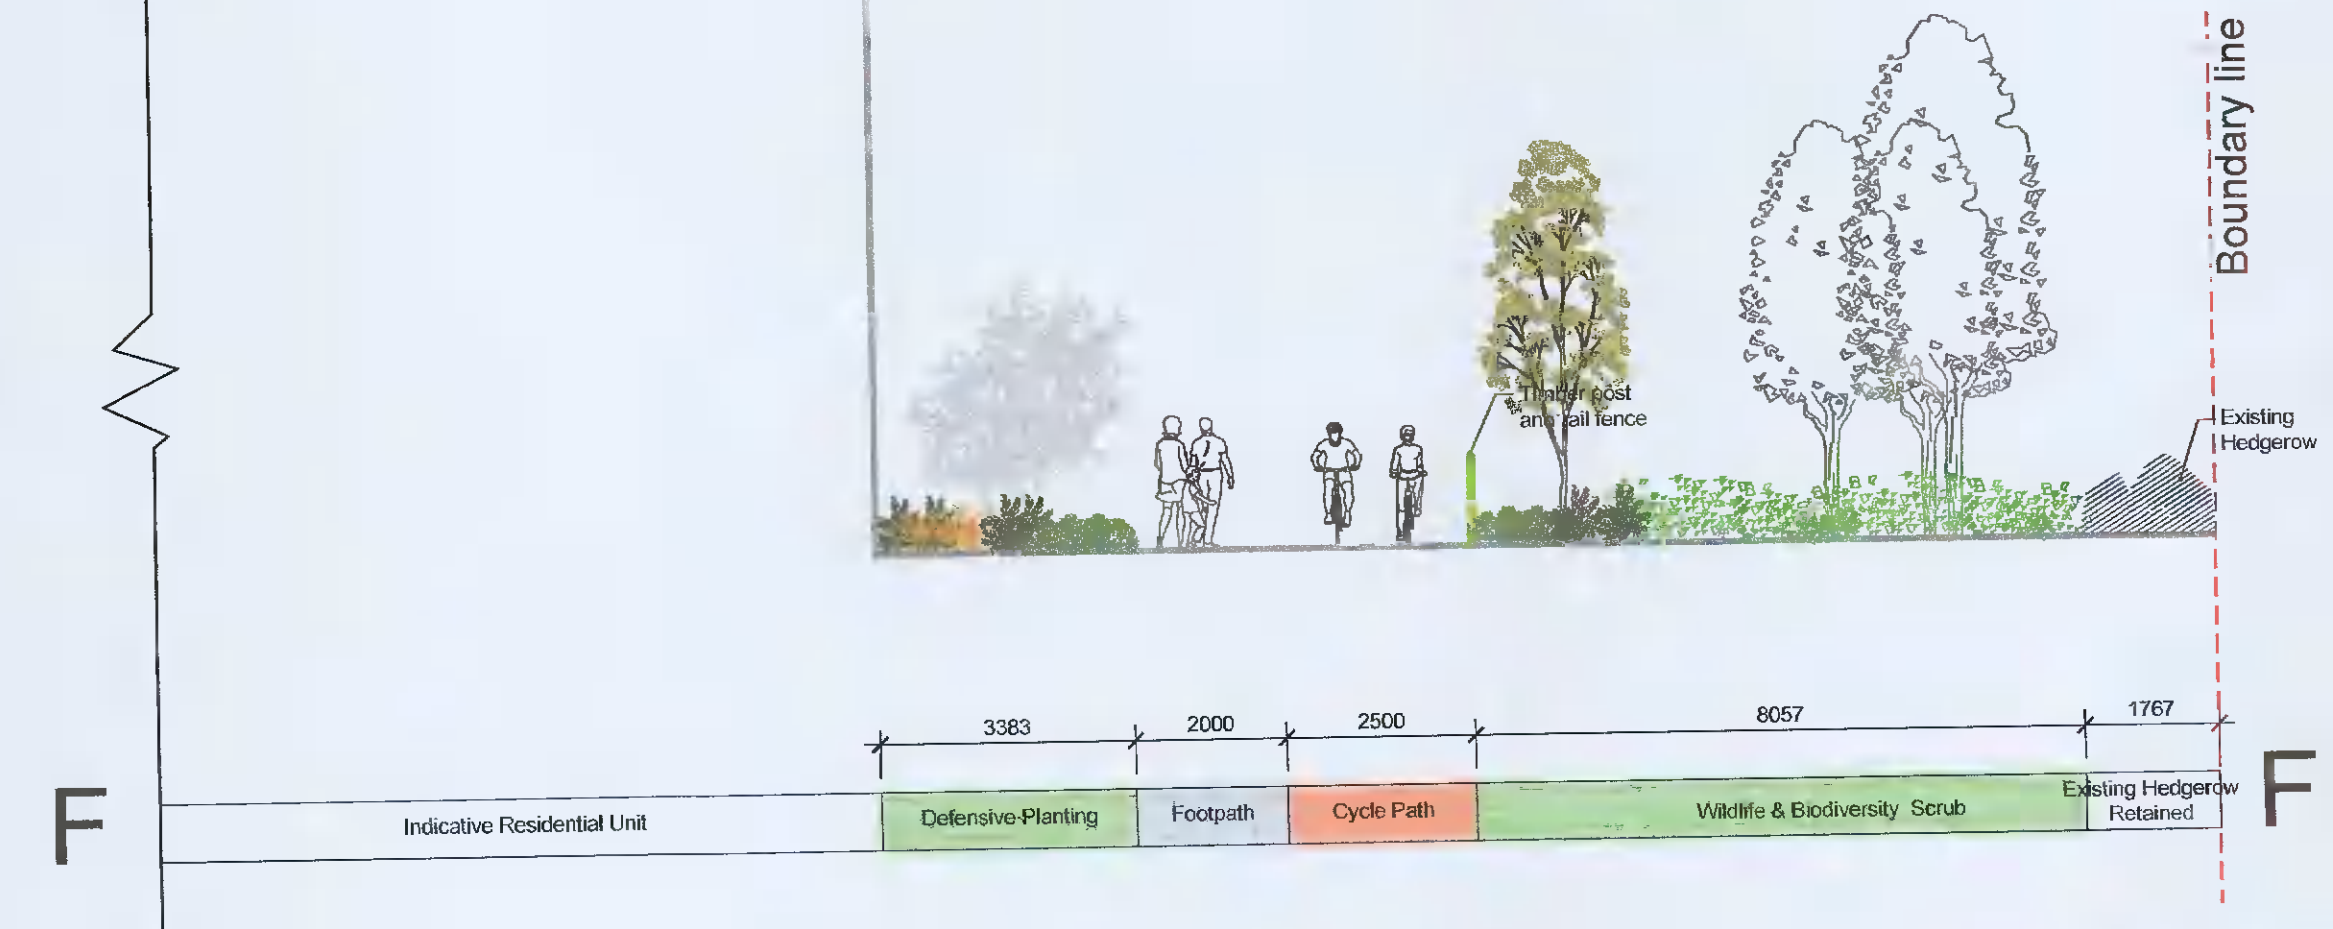 Boundary line
Timber post
and rail fence
Existing
Hedgerow
3383
2000
2500
8057
1767
F
Indicative Residential Unit
Defensive Planting
Footpath
Cycle Path
Wildlife & Biodiversity Scrub
Existing Hedgerow
Retained
F